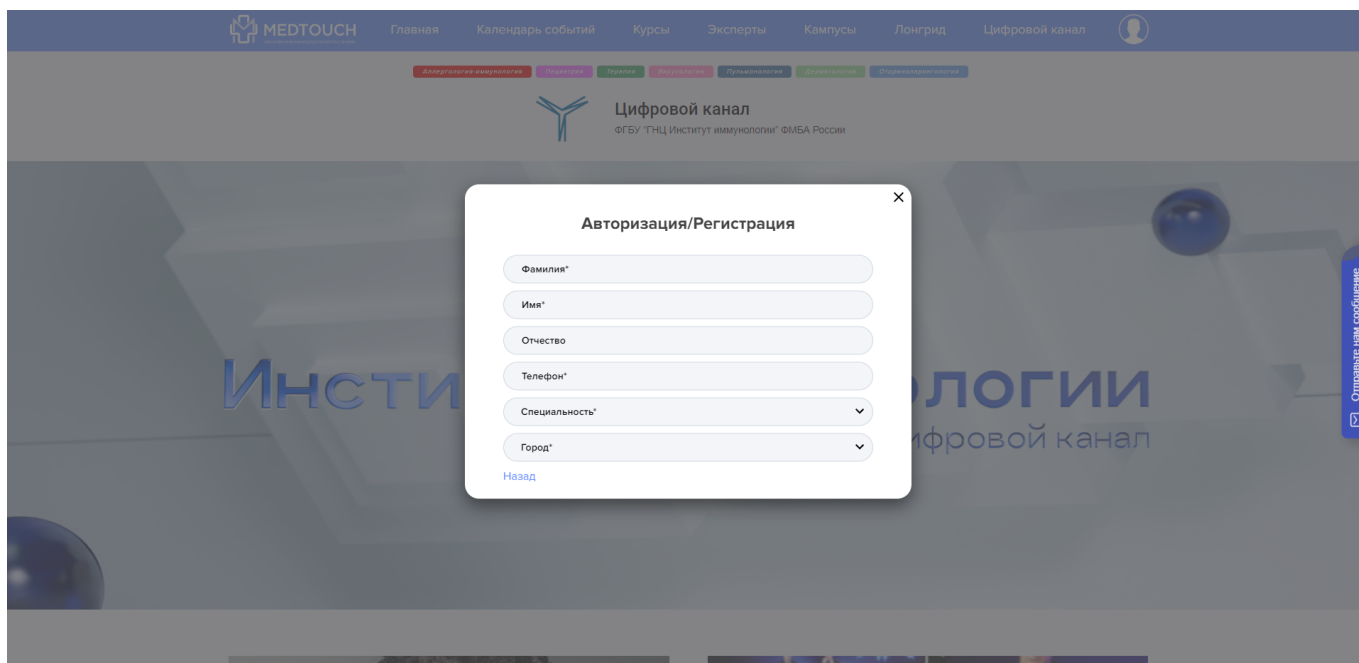 MEDTOUCH
Главная Календарь событий Курсы Эксперты Кампусы Лонгрид Цифровой канал
Аллергология-иммунология Педиатрия Терапия Пульмонология Оториноларингология
Цифровой канал
ФГБУ "ГНЦ Институт иммунологии" ФМБА России
Авторизация/Регистрация
Фамилия*
Имя*
Отчество
Телефон*
Специальность*
Город*
Назад
Инсти ологии
ифровой канал
Отправьте нам сообщение